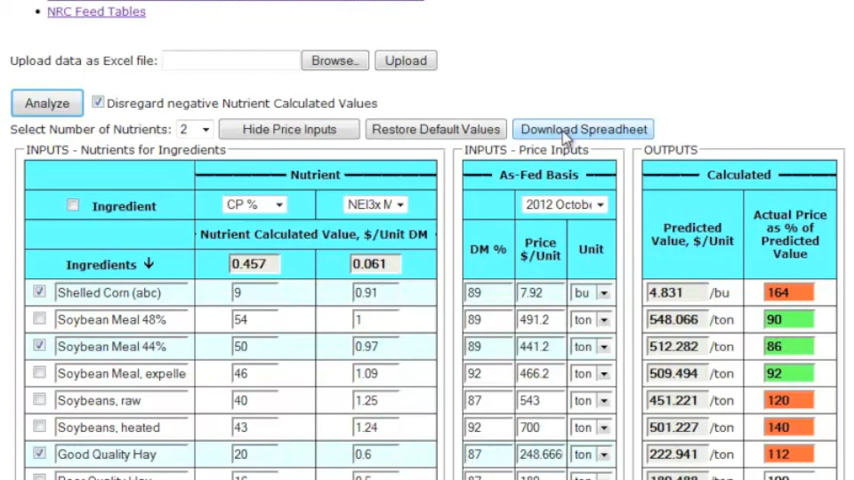 • NRC Feed Tables
Upload data as Excel file: Browse.. Upload
Analyze Disregard negative Nutrient Calculated Values
Select Number of Nutrients: 2 Hide Price Inputs Restore Default Values Download Spreadsheet
INPUTS - Nutrients for Ingredients INPUTS - Price Inputs OUTPUTS
Nutrient As-Fed Basis Calculated
Ingredient CP % NEl3x M 2012 Octobe
Nutrient Calculated Value, $/Unit DM DM % Price $/Unit Unit Predicted Value, $/Unit Actual Price as % of Predicted Value
Ingredients ↓ 0.457 0.061
Shelled Corn (abc) 9 0.91 89 7.92 bu 4.831 /bu 164
Soybean Meal 48% 54 1 89 491.2 ton 548.066 /ton 90
Soybean Meal 44% 50 0.97 89 441.2 ton 512.282 /ton 86
Soybean Meal, expelle 46 1.09 92 466.2 ton 509.494 /ton 92
Soybeans, raw 40 1.25 87 543 ton 451.221 /ton 120
Soybeans, heated 43 1.24 92 700 ton 501.227 /ton 140
Good Quality Hay 20 0.6 87 248.666 ton 222.941 /ton 112